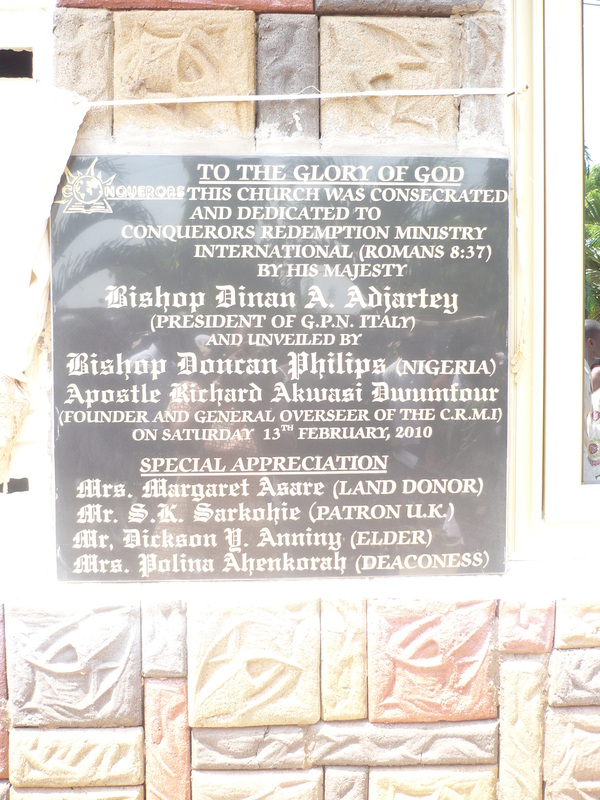 TO THE GLORY OF GOD
CONQUERORS THIS CHURCH WAS CONSECRATED
AND DEDICATED TO
CONQUERORS REDEMPTION MINISTRY
INTERNATIONAL (ROMANS 8:37)
BY HIS MAJESTY
Bishop Dinan A. Adjartey
(PRESIDENT OF G.P.N. ITALY)
AND UNVEILED BY
Bishop Doncan Philips (NIGERIA)
Apostle Richard Akwasi Dwumfour
(FOUNDER AND GENERAL OVERSEER OF THE C.R.M.I)
ON SATURDAY 13TH FEBRUARY, 2010
SPECIAL APPRECIATION
Mrs. Margaret Asare (LAND DONOR)
Mr. S.K. Sarkohie (PATRON U.K.)
Mr, Dickson Y. Anniny (ELDER)
Mrs. Polina Ahenkorah (DEACONESS)